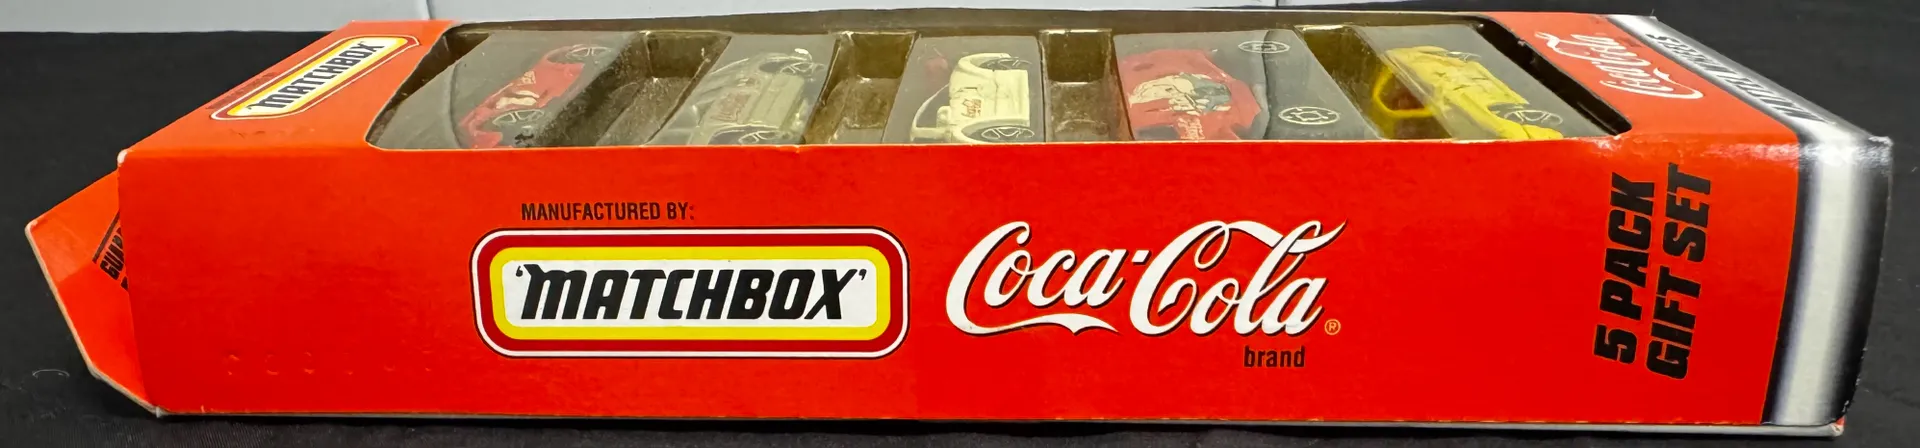 'MATCHBOX'
Coca-Cola
MANUFACTURED BY:
'MATCHBOX'
Coca-Cola®
brand
5 PACK
GIFT SET